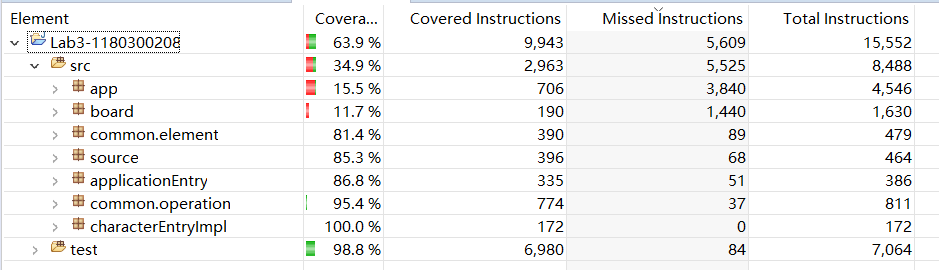 Element Covera... Covered Instructions Missed Instructions Total Instructions
Lab3-1180300208 63.9 % 9,943 5,609 15,552
src 34.9 % 2,963 5,525 8,488
app 15.5 % 706 3,840 4,546
board 11.7 % 190 1,440 1,630
common.element 81.4 % 390 89 479
source 85.3 % 396 68 464
applicationEntry 86.8 % 335 51 386
common.operation 95.4 % 774 37 811
characterEntryImpl 100.0 % 172 0 172
test 98.8 % 6,980 84 7,064